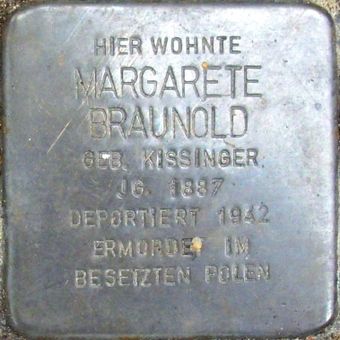 HIER WOHNTE
MARGARETE
BRAUNOLD
GEB. KISSINGER
JG. 1887
DEPORTIERT 1942
ERMORDET IM
BESETZTEN POLEN